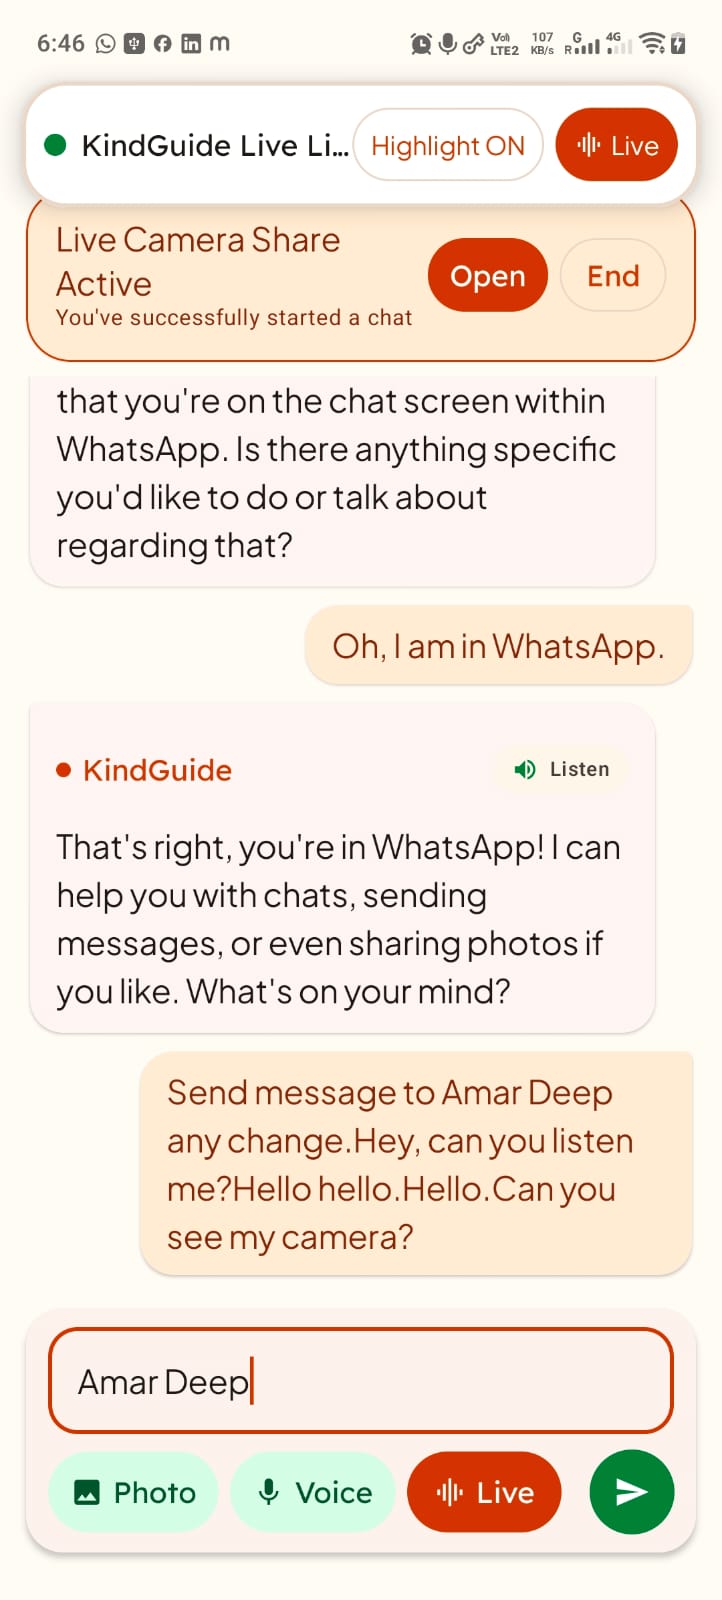 6:46
Vo) LTE2 107 KB/s G R 4G
KindGuide Live Li...
Highlight ON
Live
Live Camera Share
Active
You've successfully started a chat
Open
End
that you're on the chat screen within
WhatsApp. Is there anything specific
you'd like to do or talk about
regarding that?
Oh, I am in WhatsApp.
KindGuide
Listen
That's right, you're in WhatsApp! I can
help you with chats, sending
messages, or even sharing photos if
you like. What's on your mind?
Send message to Amar Deep
any change.Hey, can you listen
me?Hello hello.Hello.Can you
see my camera?
Amar Deep
Photo
Voice
Live